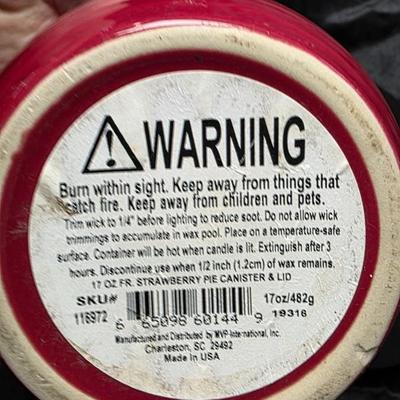 WARNING
Burn within sight. Keep away from things that
catch fire. Keep away from children and pets.
Trim wick to 1/4" before lighting to reduce soot. Do not allow wick
trimmings to accumulate in wax pool. Place on a temperature-safe
surface. Container will be hot when candle is lit. Extinguish after 3
hours. Discontinue use when 1/2 inch (1.2cm) of wax remains.
17 OZ FR. STRAWBERRY PIE CANISTER & LID
SKU# 17oz/482g
116972 6 65098 60144 9 19316
Manufactured and Distributed by MVP-International, Inc.
Charleston, SC 29492
Made In USA